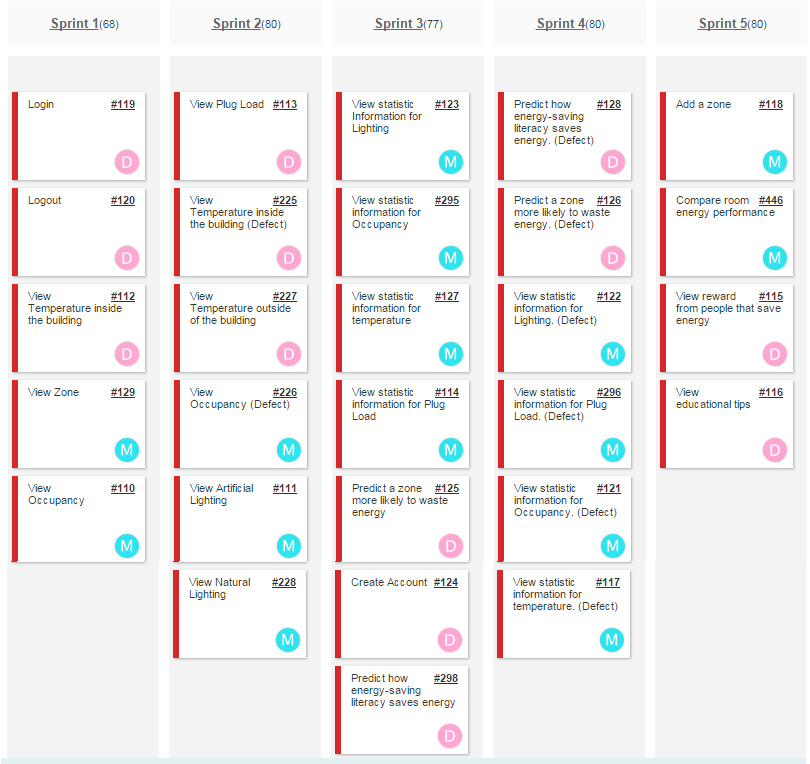 Sprint 1(68)
Sprint 2(80)
Sprint 3(77)
Sprint 4(80)
Sprint 5(80)
Login #119
D
Logout #120
D
View #112
Temperature inside
the building
D
View Zone #129
M
View #110
Occupancy
M
View Plug Load #113
D
View #225
Temperature inside
the building (Defect)
D
View #227
Temperature outside
of the building
D
View #226
Occupancy (Defect)
M
View Artificial #111
Lighting
M
View Natural #228
Lighting
M
View statistic #123
Information for
Lighting
M
View statistic #295
information for
Occupancy
M
View statistic #127
information for
temperature
M
View statistic #114
information for Plug
Load
M
Predict a zone #125
more likely to waste
energy
D
Create Account #124
D
Predict how #298
energy-saving
literacy saves energy
D
Predict how #128
energy-saving
literacy saves
energy. (Defect)
D
Predict a zone #126
more likely to waste
energy. (Defect)
D
View statistic #122
information for
Lighting. (Defect)
M
View statistic #296
information for Plug
Load. (Defect)
M
View statistic #121
information for
Occupancy. (Defect)
M
View statistic #117
information for
temperature. (Defect)
M
Add a zone #118
M
Compare room #446
energy performance
M
View reward #115
from people that save
energy
D
View #116
educational tips
D